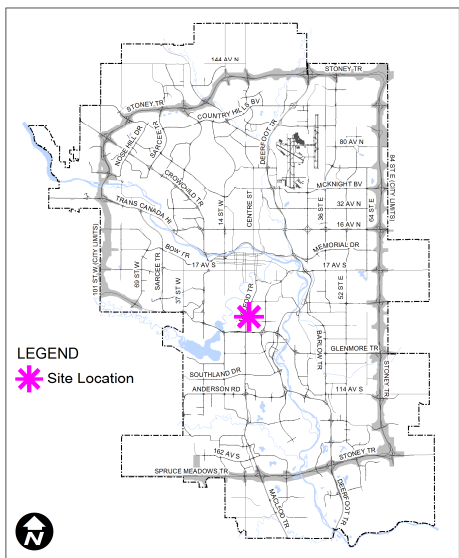 144 AV N
STONEY TR
STONEY TR
COUNTRY HILLS BV
DEERFOOT TR
NOSE HILL DR
SARCEE TR
80 AV N
CROWCHILD TR
MCKNIGHT BV
14 ST W
CENTRE ST
36 ST E
32 AV N
84 ST E (CITY LIMITS)
64 ST E
TRANS CANADA HI
16 AV N
101 ST W (CITY LIMITS)
BOW TR
MEMORIAL DR
17 AV S
17 AV S
69 ST W
SARCEE TR
37 ST W
52 ST E
BARLOW TR
GLENMORE TR
LEGEND
Site Location
SOUTHLAND DR
STONEY TR
ANDERSON RD
114 AV S
162 AV S
STONEY TR
SPRUCE MEADOWS TR
MACLEOD TR
DEERFOOT TR
N